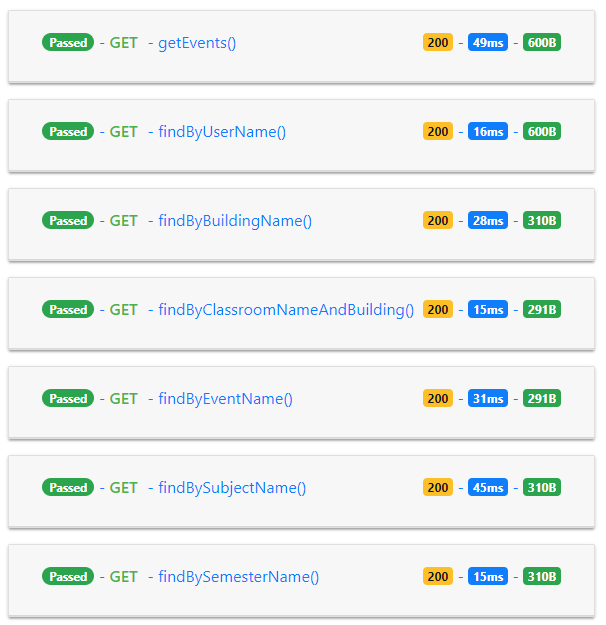 Passed - GET - getEvents() 200 - 49ms - 600B
Passed - GET - findByUserName() 200 - 16ms - 600B
Passed - GET - findByBuildingName() 200 - 28ms - 310B
Passed - GET - findByClassroomNameAndBuilding() 200 - 15ms - 291B
Passed - GET - findByEventName() 200 - 31ms - 291B
Passed - GET - findBySubjectName() 200 - 45ms - 310B
Passed - GET - findBySemesterName() 200 - 15ms - 310B